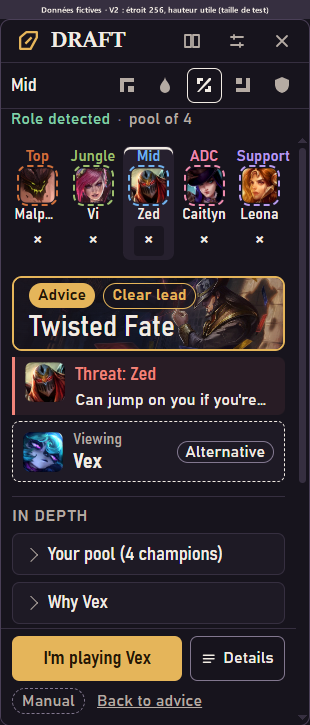 Données fictives · V2 : étroit 256, hauteur utile (taille de test)
DRAFT
Mid
Role detected · pool of 4
Top Jungle Mid ADC Support
Malp... Vi Zed Caitlyn Leona
× × × × ×
Advice Clear lead
Twisted Fate
Threat: Zed
Can jump on you if you're...
Viewing
Vex
Alternative
IN DEPTH
Your pool (4 champions)
Why Vex
I'm playing Vex
Details
Manual Back to advice